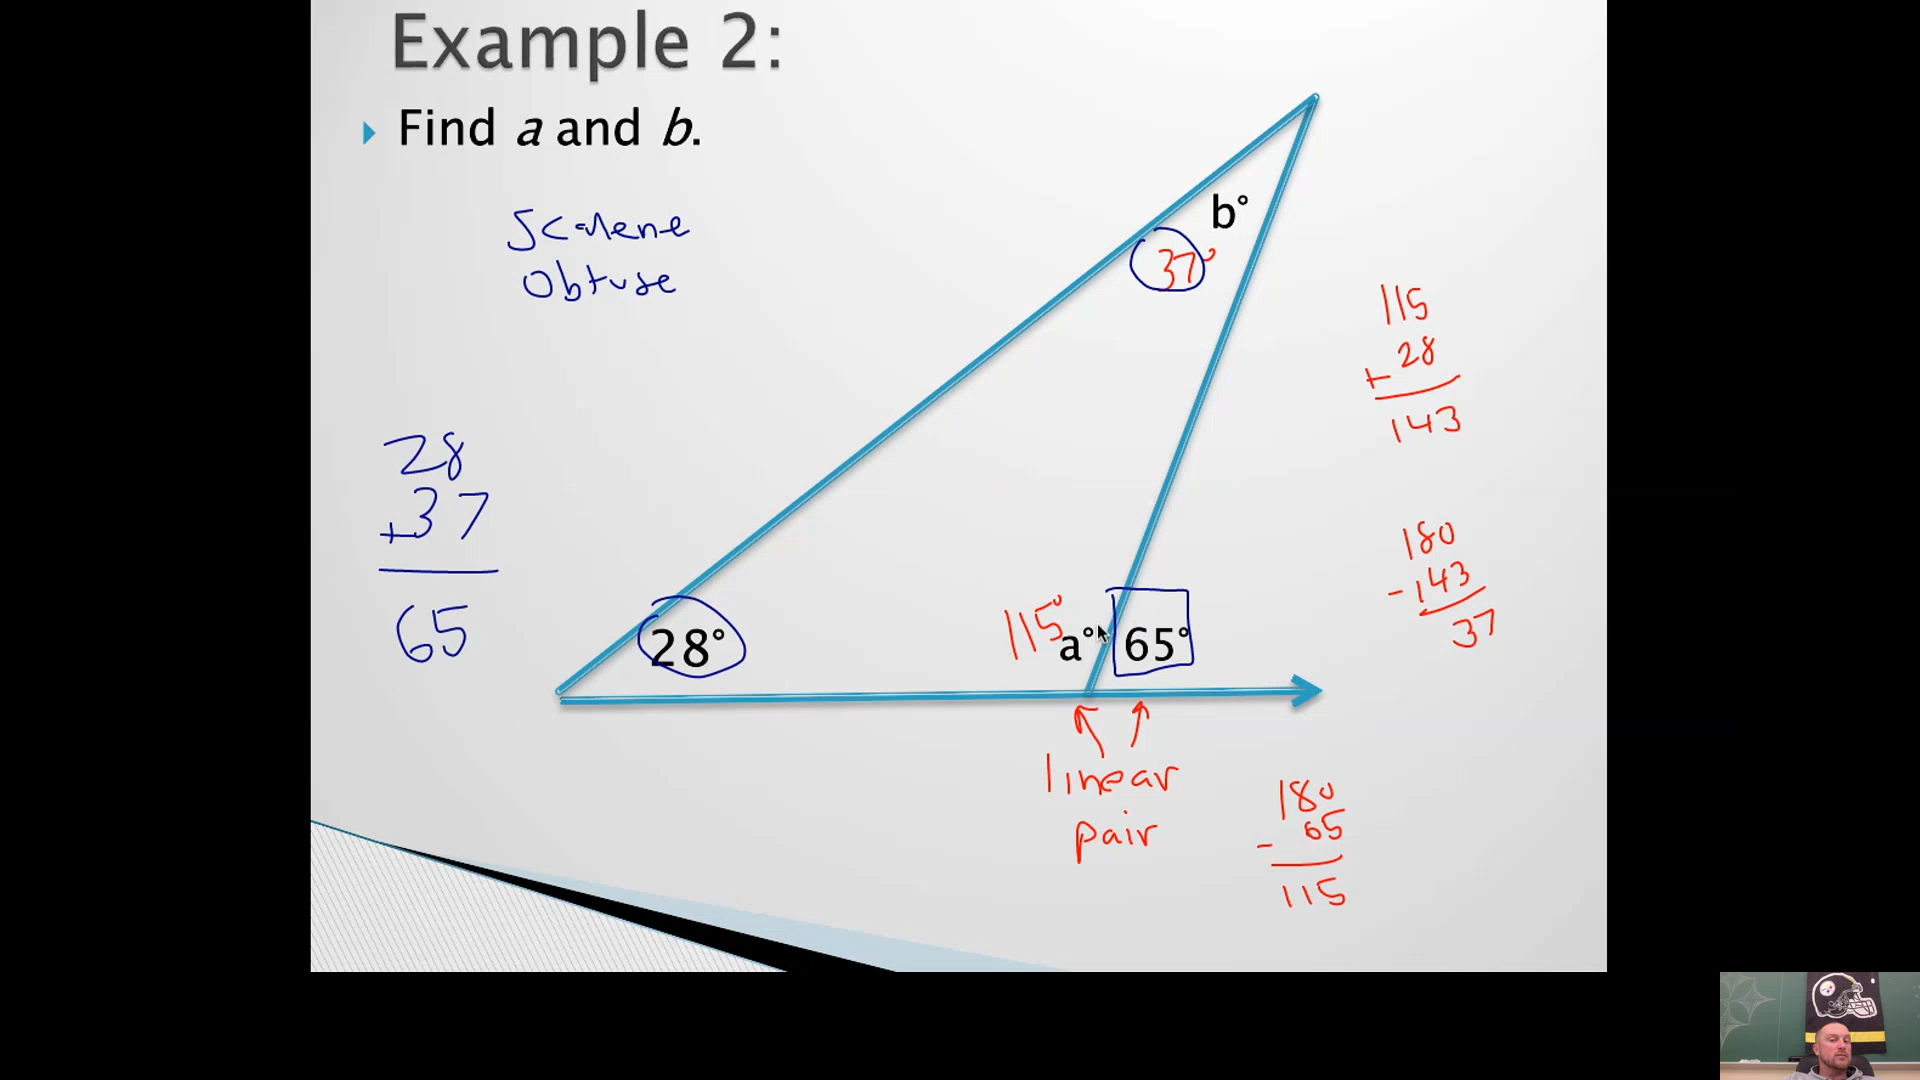 Example 2:
Find a and b.
Scalene
Obtuse
b°
37°
115
+ 28
143
28
+37
65
180
-143
37
28°
115°
a°
65°
linear
pair
180
- 65
115